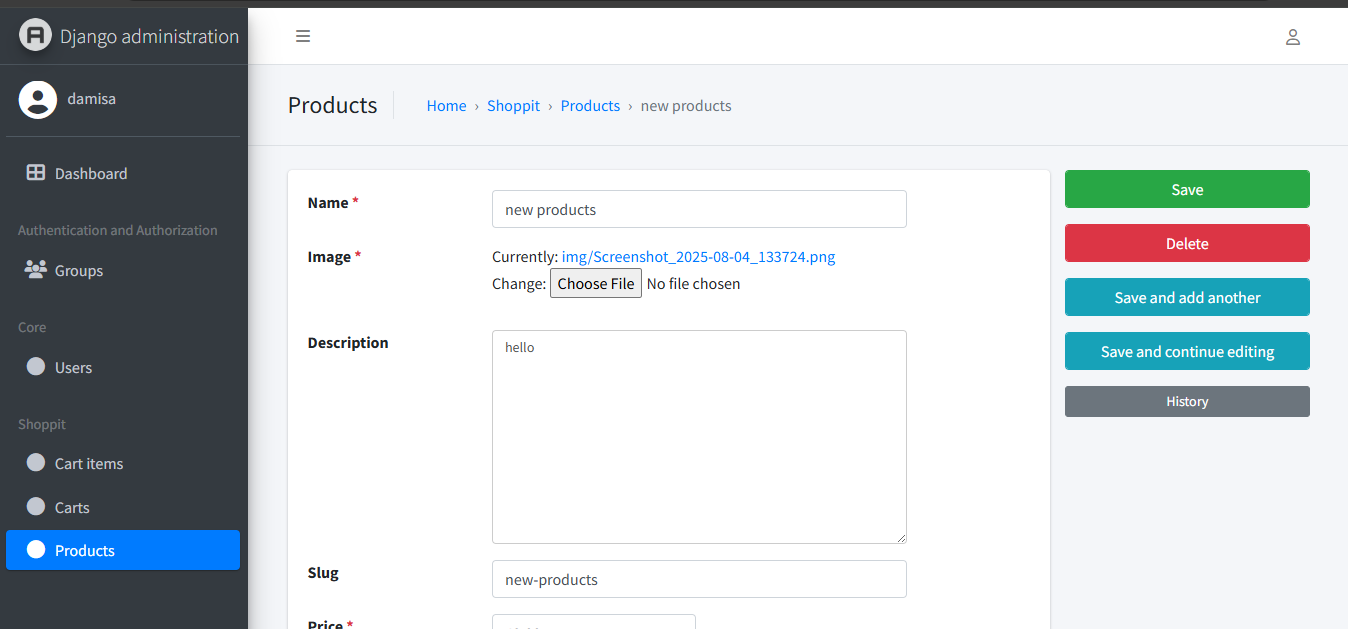 Django administration
damisa
Dashboard
Authentication and Authorization
Groups
Core
Users
Shoppit
Cart items
Carts
Products
Products
Home › Shoppit › Products › new products
Name *
new products
Image *
Currently: img/Screenshot_2025-08-04_133724.png
Change: Choose File No file chosen
Description
hello
Slug
new-products
Price *
Save
Delete
Save and add another
Save and continue editing
History